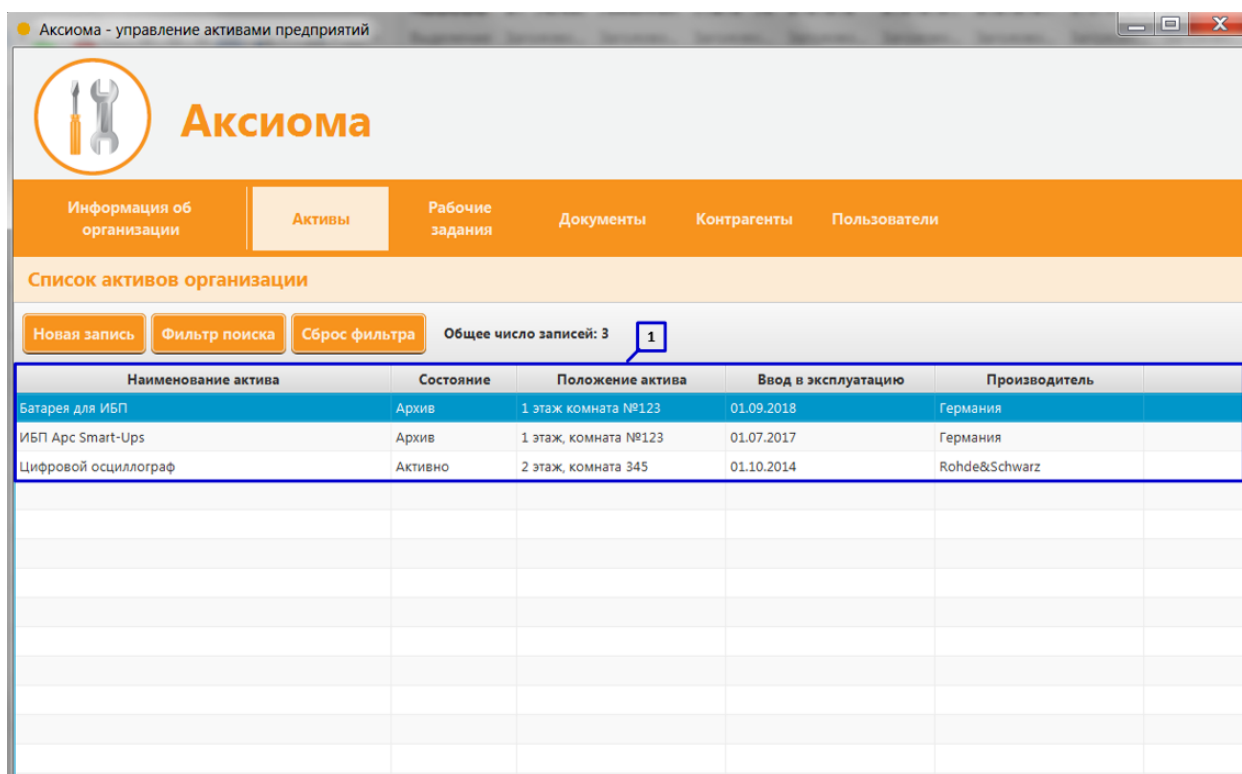 Аксиома - управление активами предприятий
Аксиома
Информация об организации
Активы
Рабочие задания
Документы
Контрагенты
Пользователи
Список активов организации
Новая запись
Фильтр поиска
Сброс фильтра
Общее число записей: 3
1
Наименование актива Состояние Положение актива Ввод в эксплуатацию Производитель
Батарея для ИБП Архив 1 этаж комната №123 01.09.2018 Германия
ИБП Apc Smart-Ups Архив 1 этаж, комната №123 01.07.2017 Германия
Цифровой осциллограф Активно 2 этаж, комната 345 01.10.2014 Rohde&Schwarz